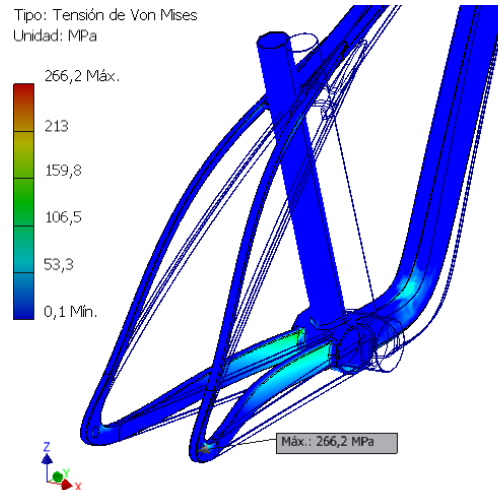 Tipo: Tensión de Von Mises
Unidad: MPa
266,2 Máx.
213
159,8
106,5
53,3
0,1 Mín.
Máx.: 266,2 MPa
Z
Y
X